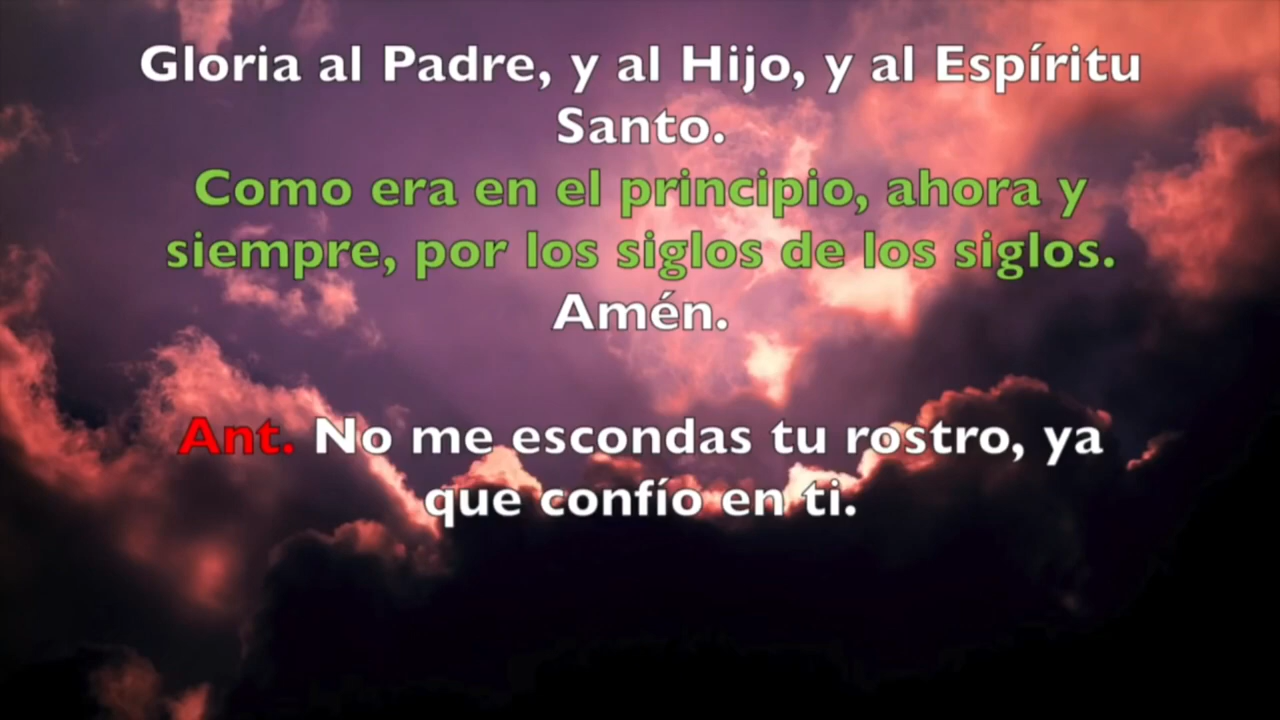 Gloria al Padre, y al Hijo, y al Espíritu
Santo.
Como era en el principio, ahora y
siempre, por los siglos de los siglos.
Amén.
Ant. No me escondas tu rostro, ya
que confío en ti.